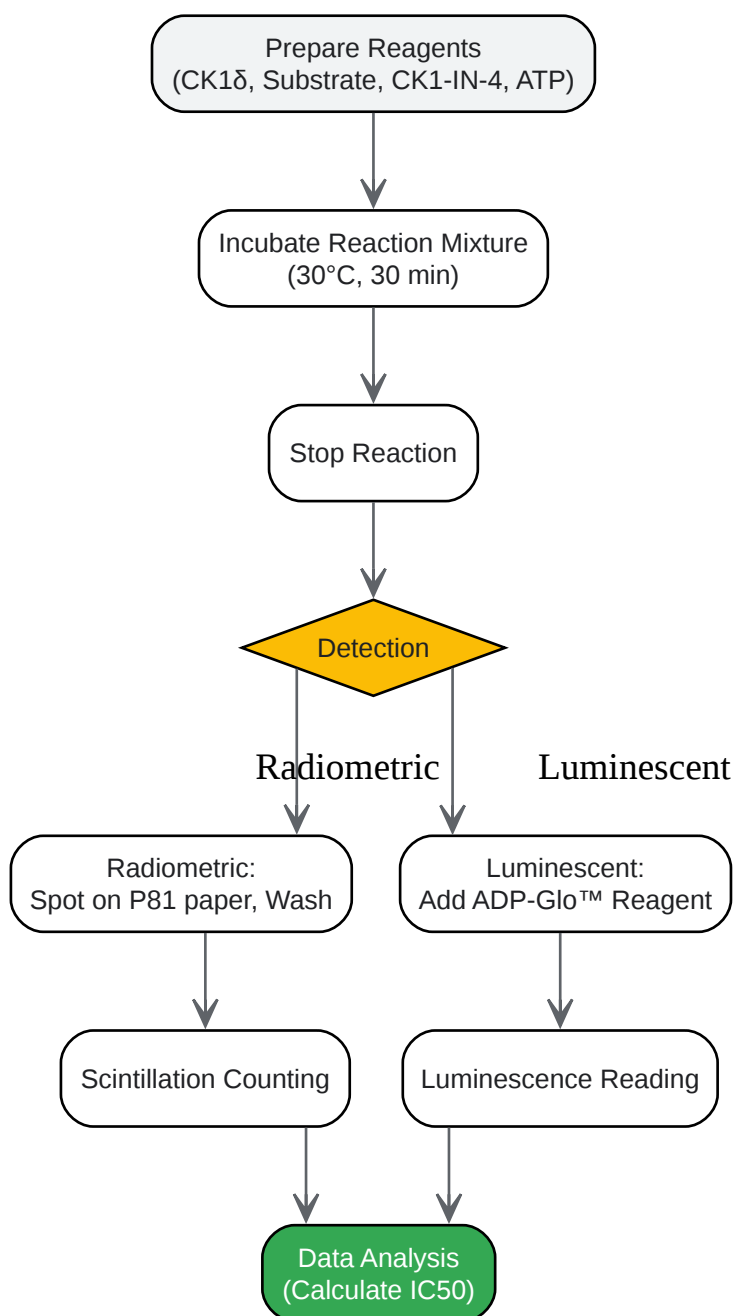 Prepare Reagents
(CK1δ, Substrate, CK1-IN-4, ATP)
Incubate Reaction Mixture
(30°C, 30 min)
Stop Reaction
Detection
Radiometric
Luminescent
Radiometric:
Spot on P81 paper, Wash
Luminescent:
Add ADP-Glo™ Reagent
Scintillation Counting
Luminescence Reading
Data Analysis
(Calculate IC50)